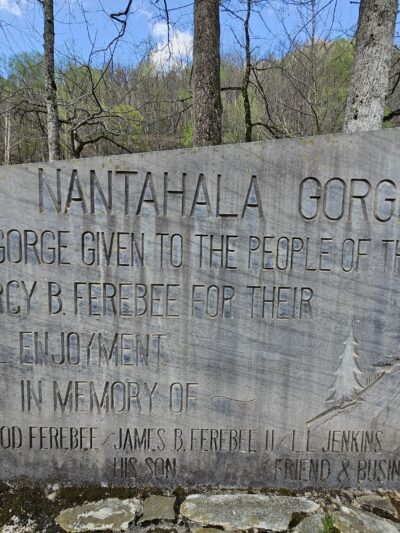 NANTAHALA GORG
GORGE GIVEN TO THE PEOPLE OF TH
RCY B. FEREBEE FOR THEIR
ENJOYMENT
IN MEMORY OF ~
OD FEREBEE / JAMES B. FEREBEE II / L.L. JENKINS
HIS SON FRIEND & BUSIN